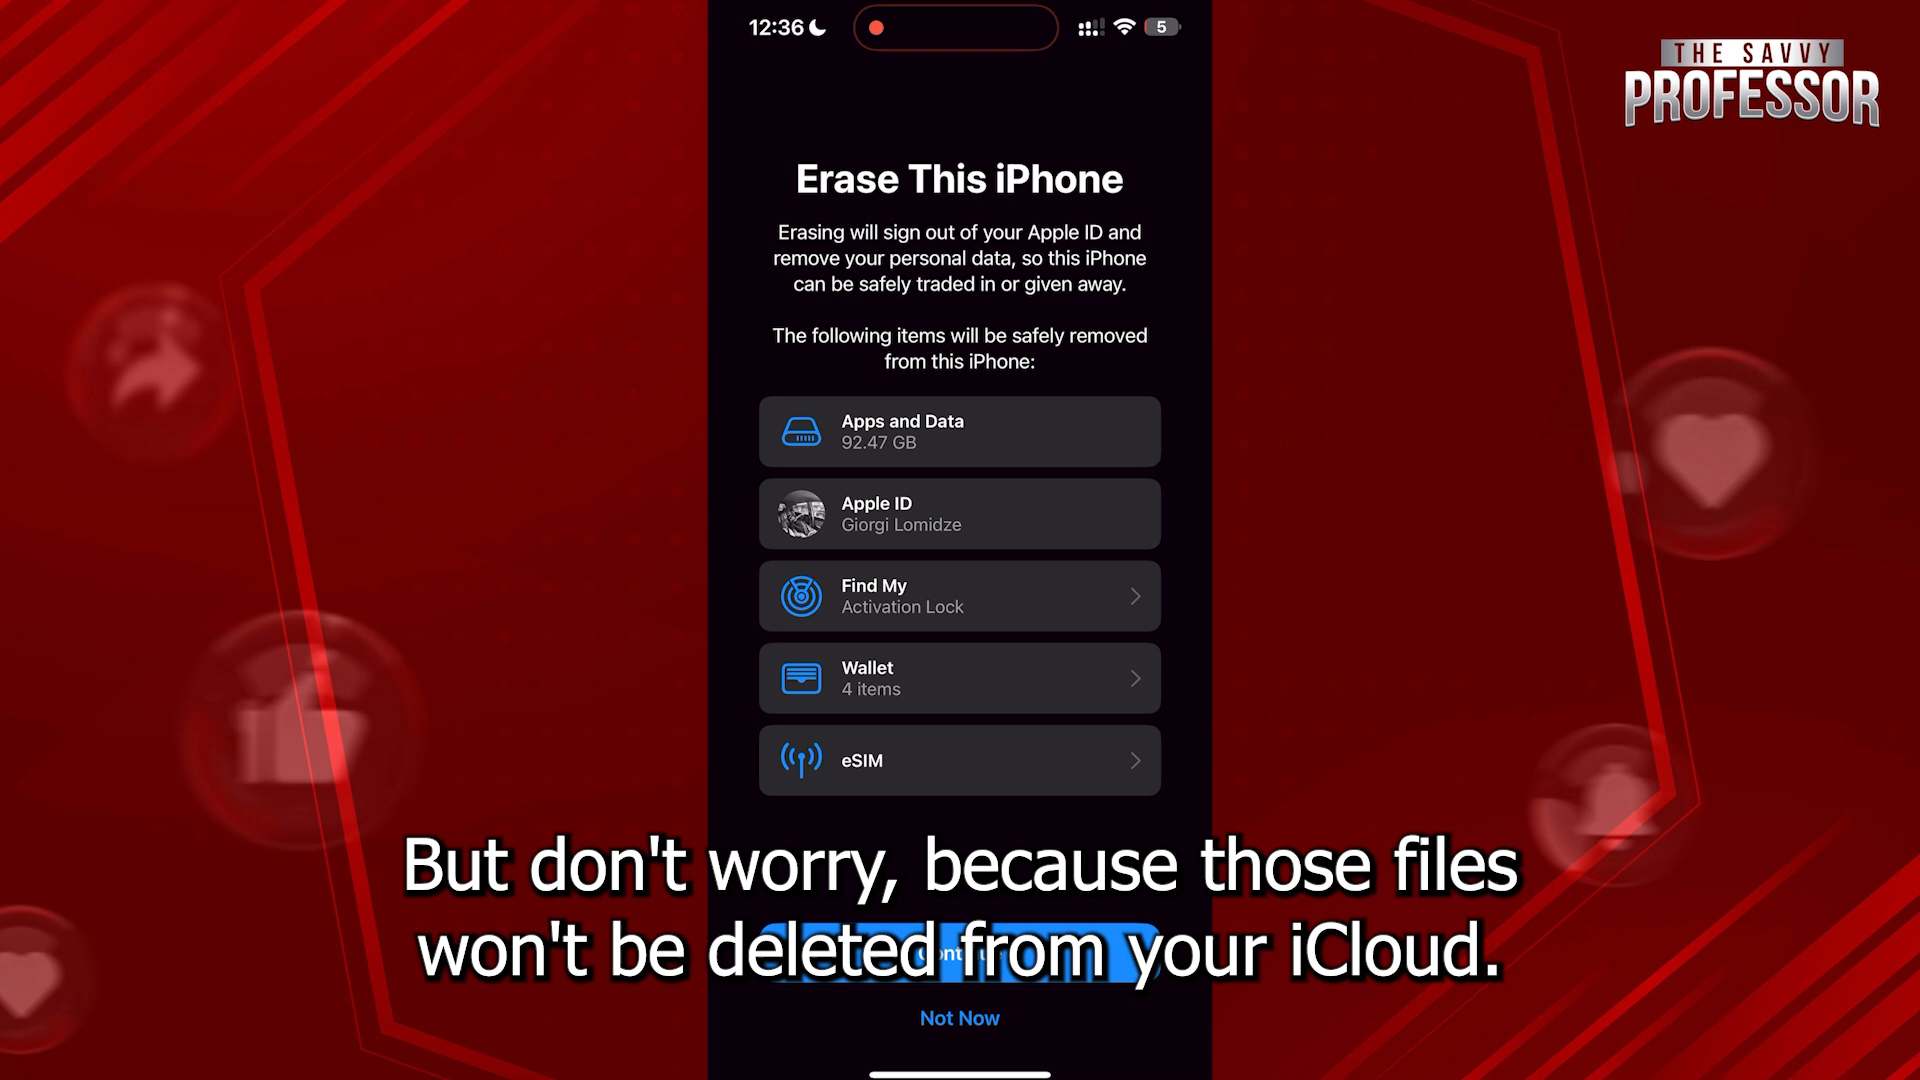 12:36
5
THE SAVVY
PROFESSOR
Erase This iPhone
Erasing will sign out of your Apple ID and
remove your personal data, so this iPhone
can be safely traded in or given away.
The following items will be safely removed
from this iPhone:
Apps and Data
92.47 GB
Apple ID
Giorgi Lomidze
Find My
Activation Lock
Wallet
4 items
eSIM
But don't worry, because those files
won't be deleted from your iCloud.
Not Now